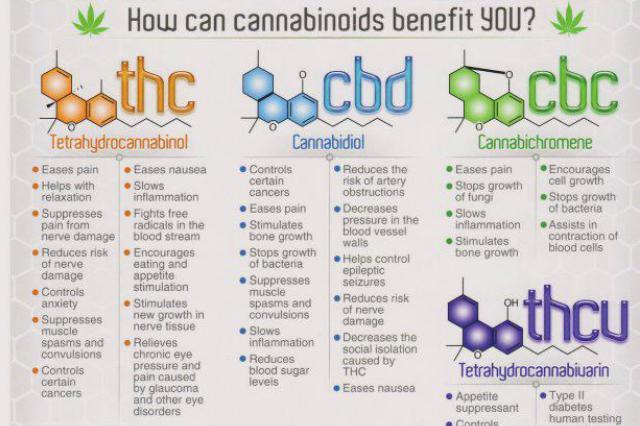 How can cannabinoids benefit YOU?
thc
Tetrahydrocannabinol
Eases pain
Helps with
relaxation
Suppresses
pain from
nerve damage
Reduces risk
of nerve
damage
Controls
anxiety
Suppresses
muscle
spasms and
convulsions
Controls
certain
cancers
Eases nausea
Slows
inflammation
Fights free
radicals in the
blood stream
Encourages
eating and
appetite
stimulation
Stimulates
new growth in
nerve tissue
Relieves
chronic eye
pressure and
pain caused
by glaucoma
and other eye
disorders
O
O
cbd
Cannabidiol
Controls
certain
cancers
Eases pain
Stimulates
bone growth
Stops growth
of bacteria
Suppresses
muscle
spasms and
convulsions
Slows
inflammation
Reduces
blood sugar
levels
Reduces the
risk of artery
obstructions
Decreases
pressure in the
blood vessel
walls
Helps control
epileptic
seizures
Reduces risk
of nerve
damage
Decreases the
social isolation
caused by
THC
Eases nausea
O
O
cbc
Cannabichromene
Eases pain
Stops growth
of fungi
Slows
inflammation
Stimulates
bone growth
Encourages
cell growth
Stops growth
of bacteria
Assists in
contraction of
blood cells
OH
O
thcv
Tetrahydrocannabivarin
Appetite
suppressant
Controls
Type II
diabetes
human testing